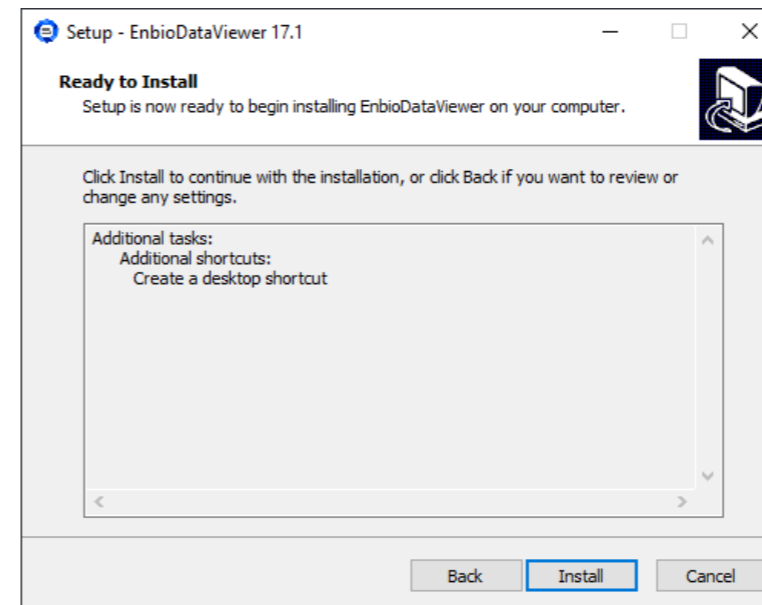 Setup - EnbioDataViewer 17.1
Ready to Install
Setup is now ready to begin installing EnbioDataViewer on your computer.
Click Install to continue with the installation, or click Back if you want to review or
change any settings.
Additional tasks:
Additional shortcuts:
Create a desktop shortcut
Back Install Cancel